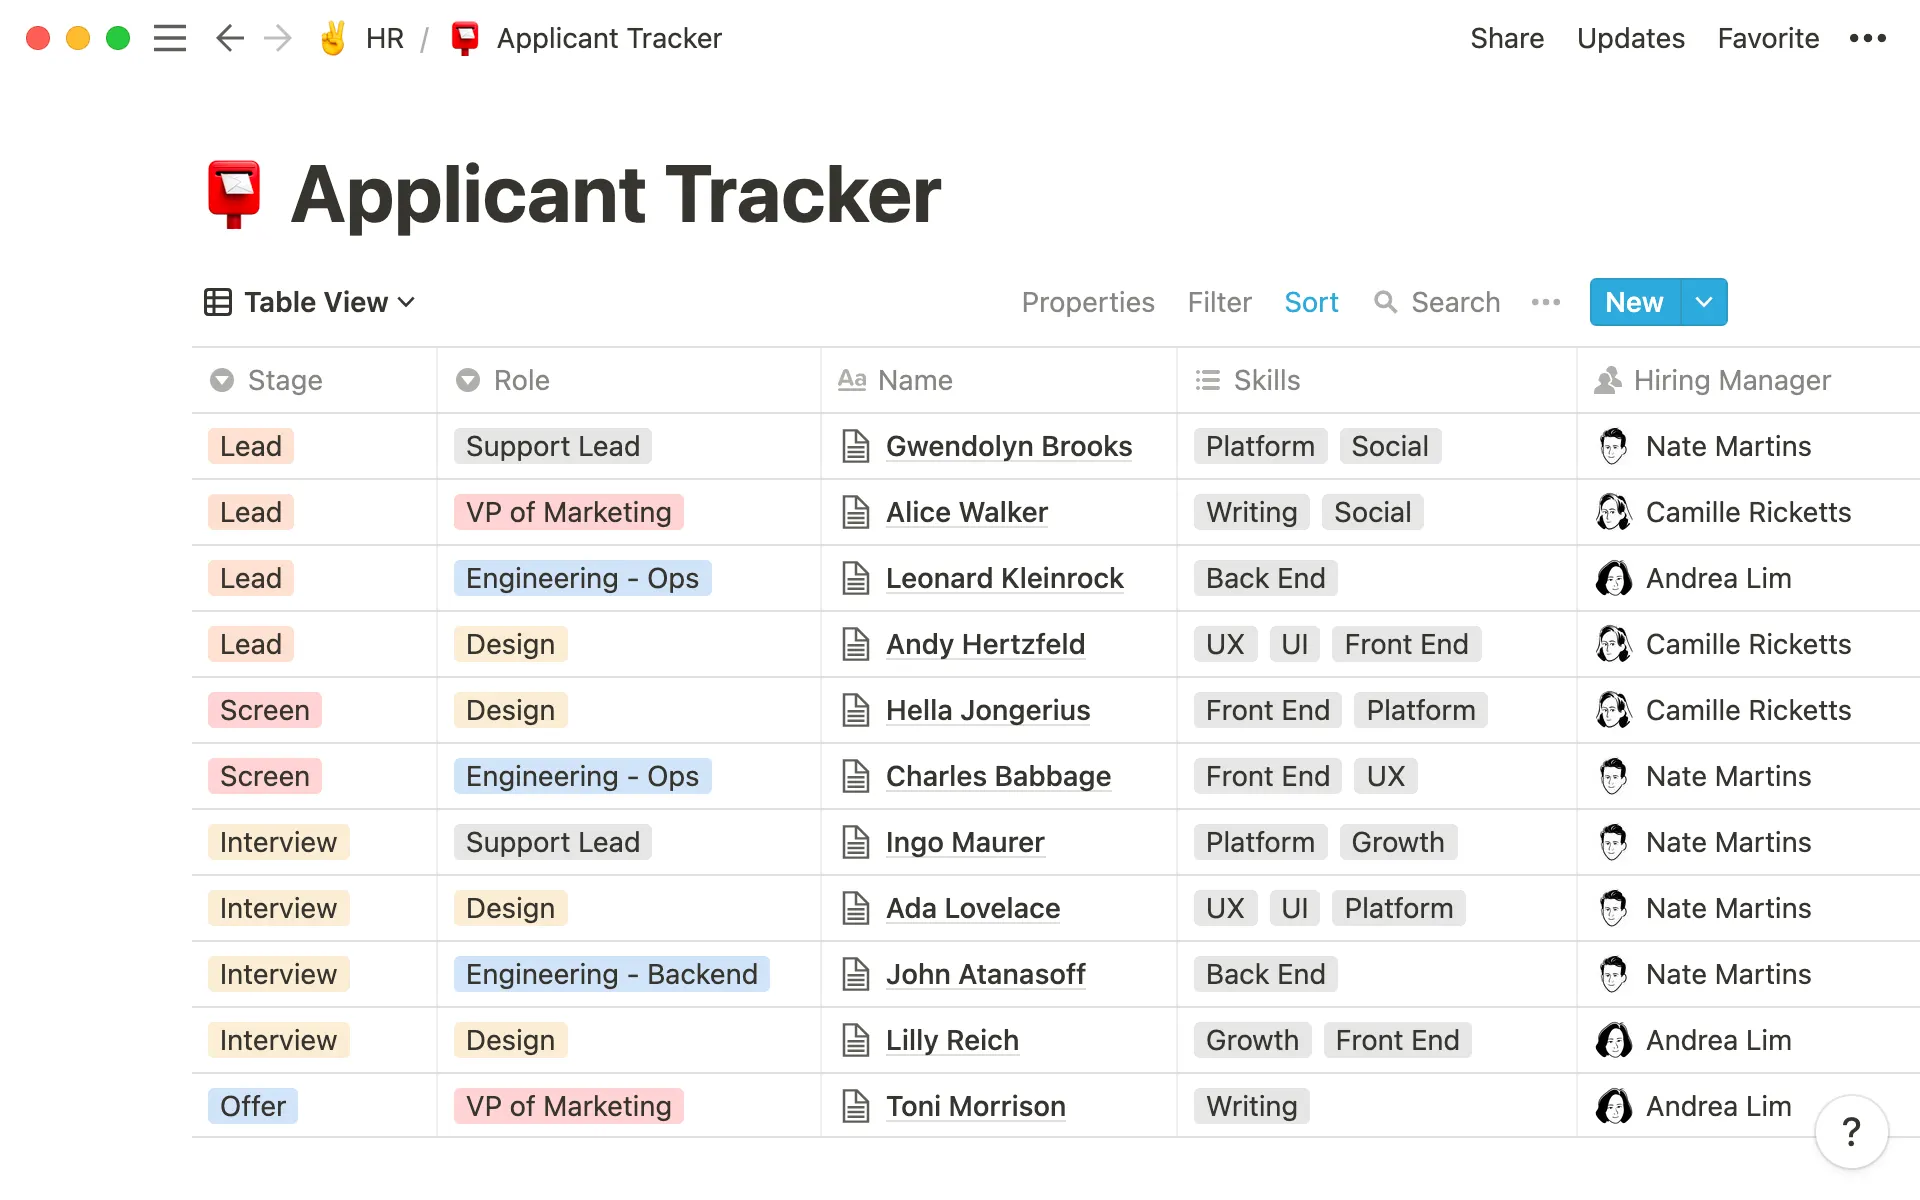 HR / Applicant Tracker Share Updates Favorite
Applicant Tracker
Table View Properties Filter Sort Search New
Stage Role Aa Name Skills Hiring Manager
Lead Support Lead Gwendolyn Brooks Platform Social Nate Martins
Lead VP of Marketing Alice Walker Writing Social Camille Ricketts
Lead Engineering - Ops Leonard Kleinrock Back End Andrea Lim
Lead Design Andy Hertzfeld UX UI Front End Camille Ricketts
Screen Design Hella Jongerius Front End Platform Camille Ricketts
Screen Engineering - Ops Charles Babbage Front End UX Nate Martins
Interview Support Lead Ingo Maurer Platform Growth Nate Martins
Interview Design Ada Lovelace UX UI Platform Nate Martins
Interview Engineering - Backend John Atanasoff Back End Nate Martins
Interview Design Lilly Reich Growth Front End Andrea Lim
Offer VP of Marketing Toni Morrison Writing Andrea Lim
?